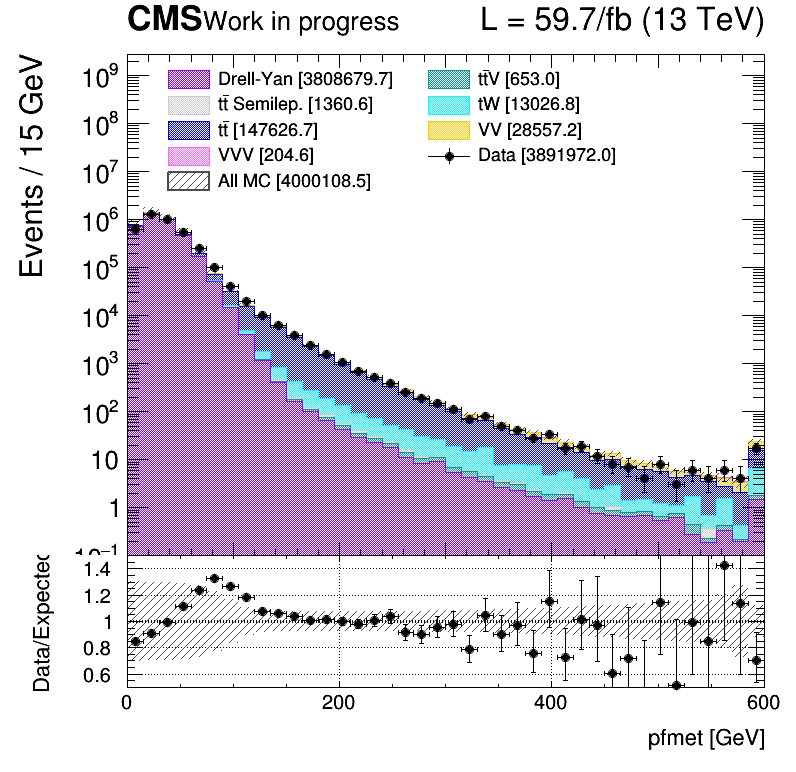 CMS Work in progress L = 59.7/fb (13 TeV)
Events / 15 GeV
10⁹
10⁸
10⁷
10⁶
10⁵
10⁴
10³
10²
10
1
10⁻¹
Drell-Yan [3808679.7]
tt̄ Semilep. [1360.6]
tt̄ [147626.7]
VVV [204.6]
All MC [4000108.5]
tt̄V [653.0]
tW [13026.8]
VV [28557.2]
Data [3891972.0]
Data/Expected
1.4
1.2
1
0.8
0.6
0 200 400 600
pfmet [GeV]